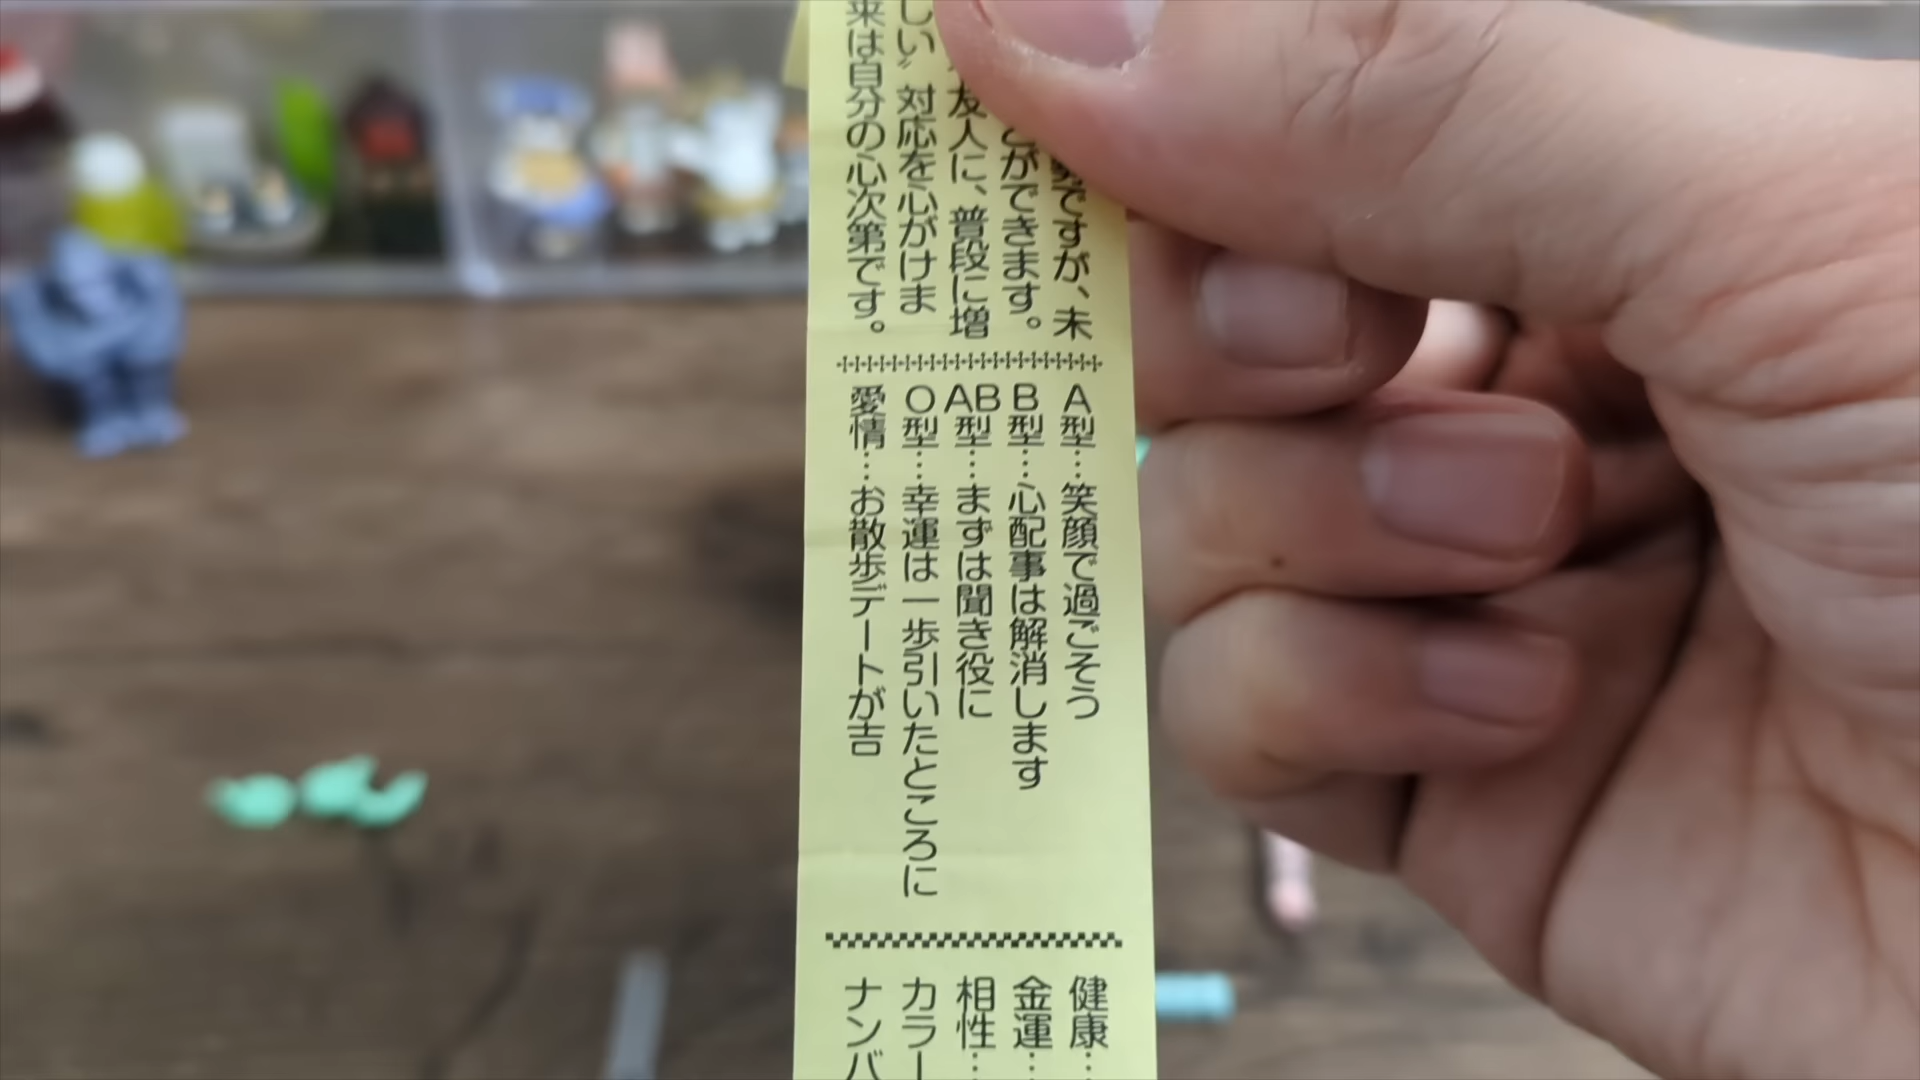 ですが、未
とができます。
友人に、普段に増
しい〟対応を心がけま
来は自分の心次第です。
A型…笑顔で過ごそう
B型…心配事は解消します
AB型…まずは聞き役に
O型…幸運は一歩引いたところに
愛情…お散歩デートが吉
健康…
金運…
相性…
カラー
ナンバ